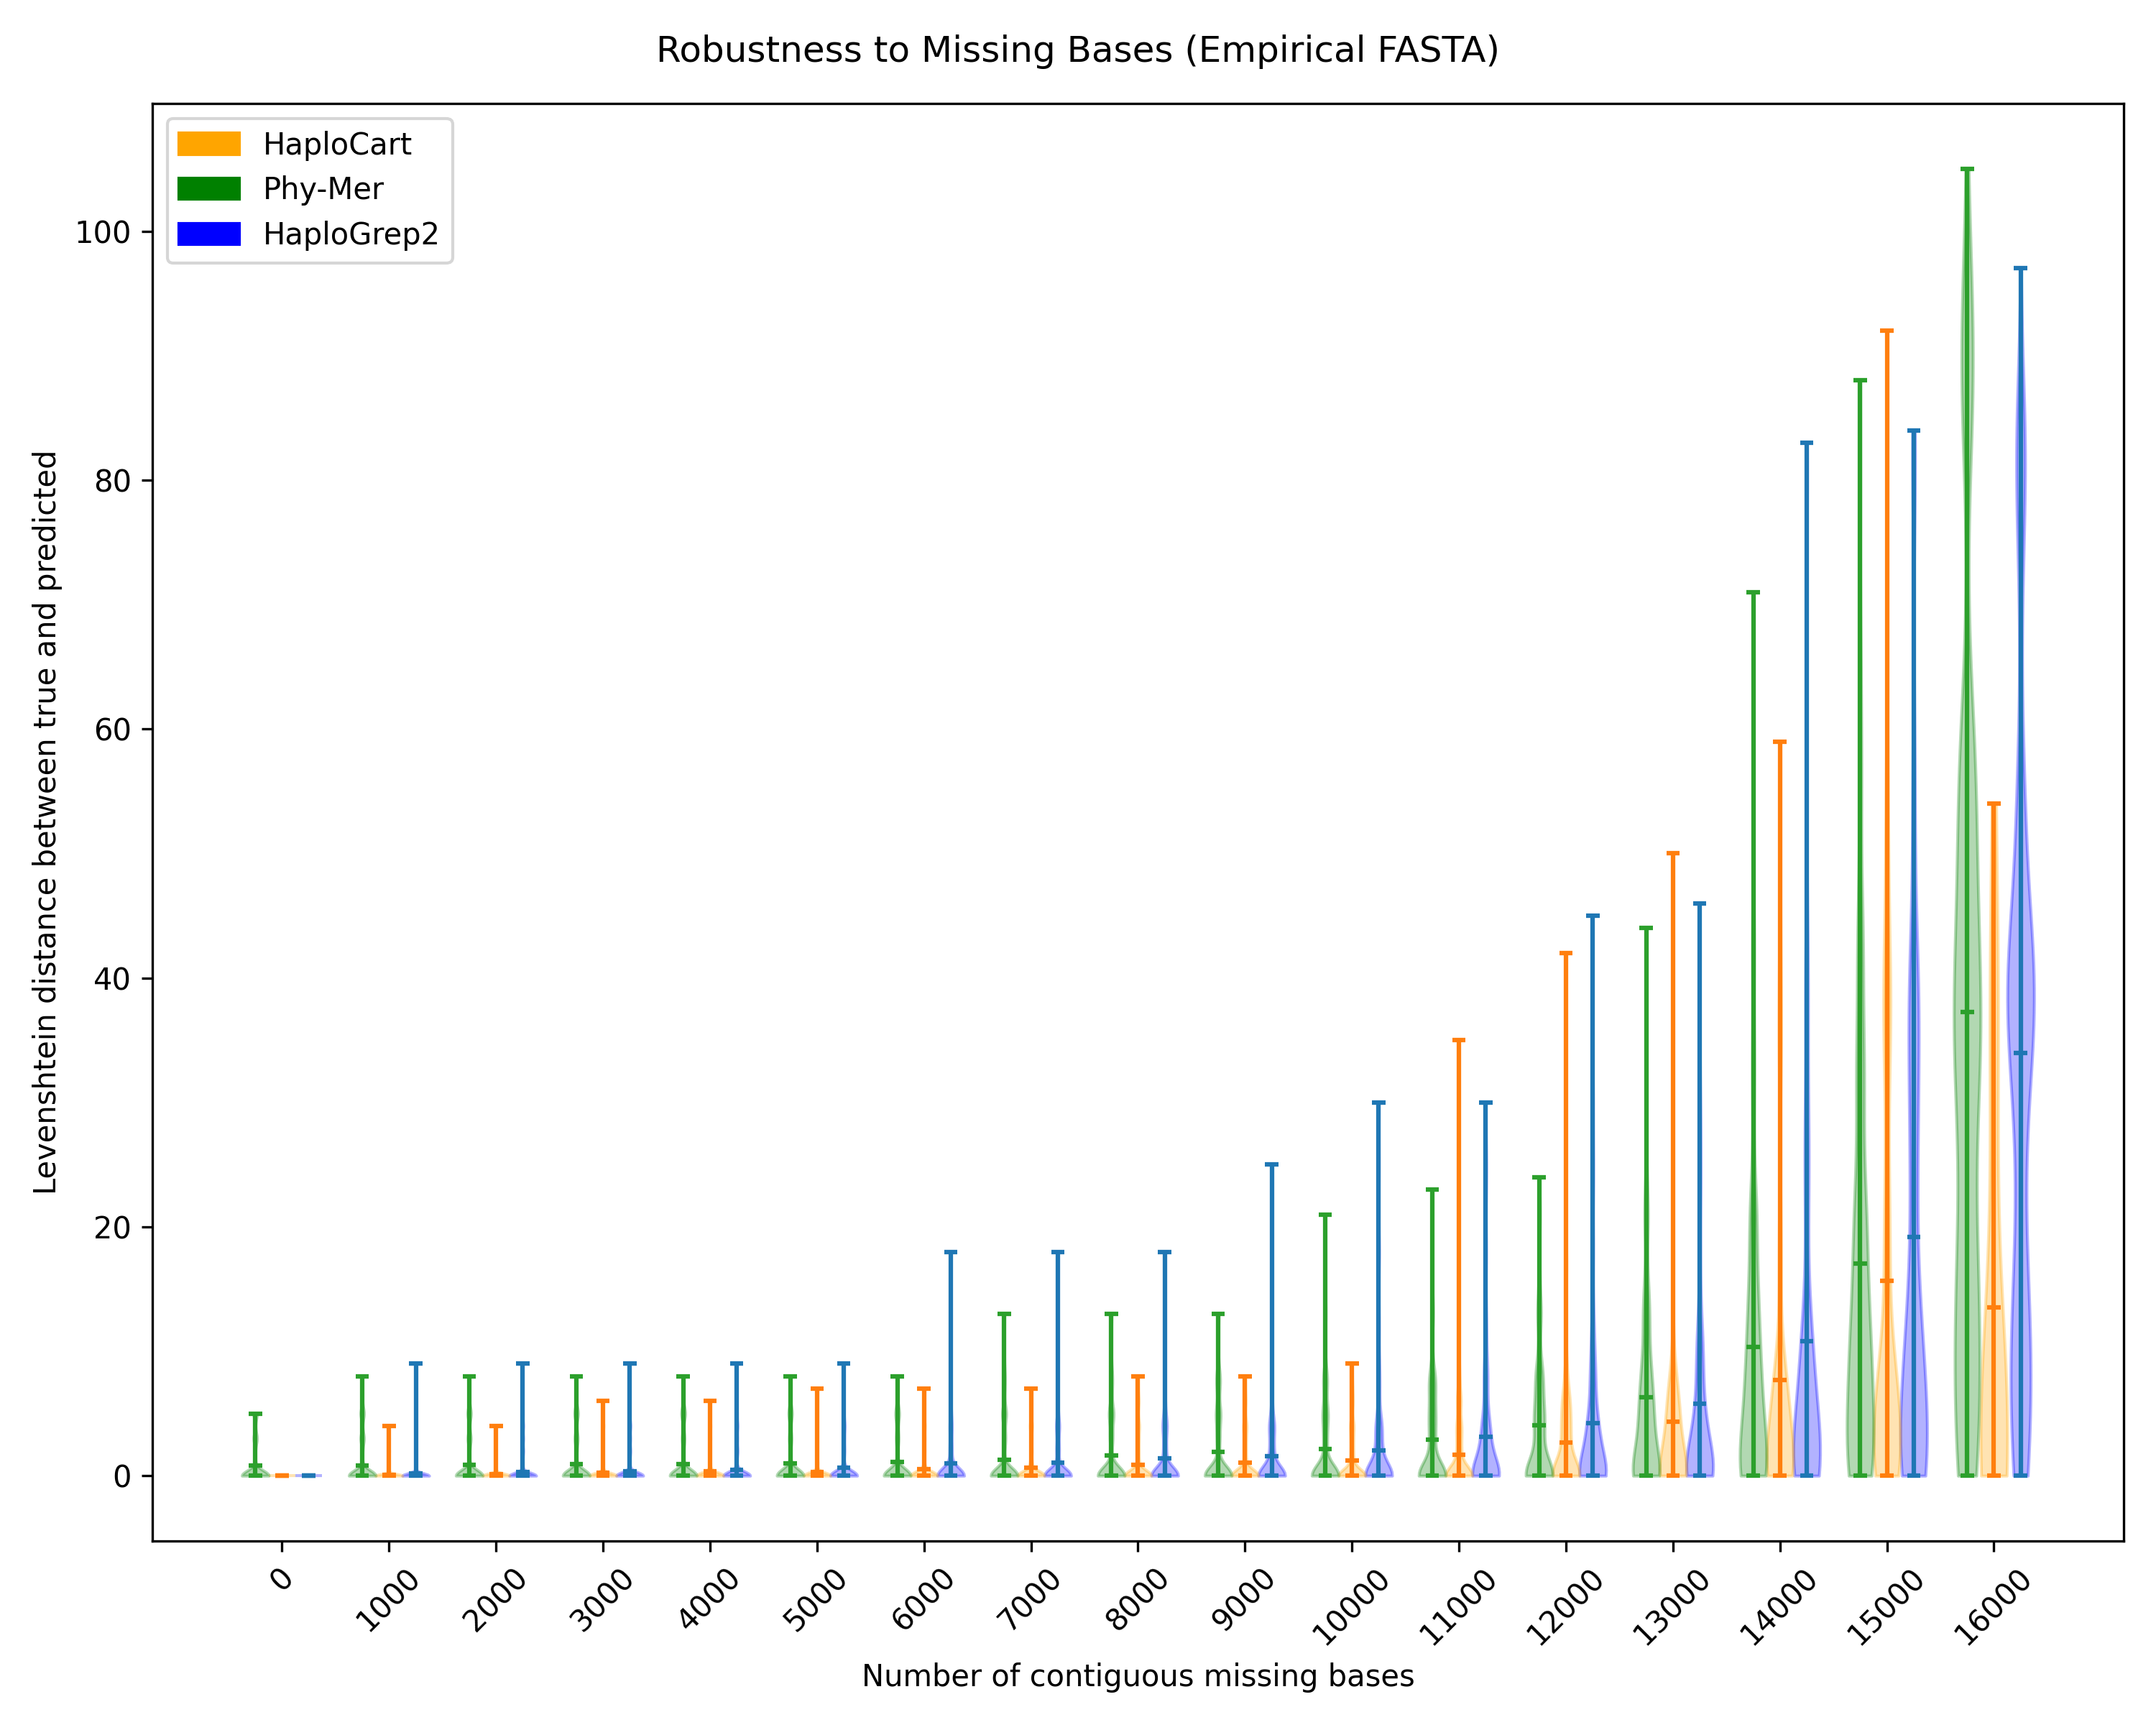 Robustness to Missing Bases (Empirical FASTA)
HaploCart
Phy-Mer
HaploGrep2
Levenshtein distance between true and predicted
100
80
60
40
20
0
0 1000 2000 3000 4000 5000 6000 7000 8000 9000 10000 11000 12000 13000 14000 15000 16000
Number of contiguous missing bases